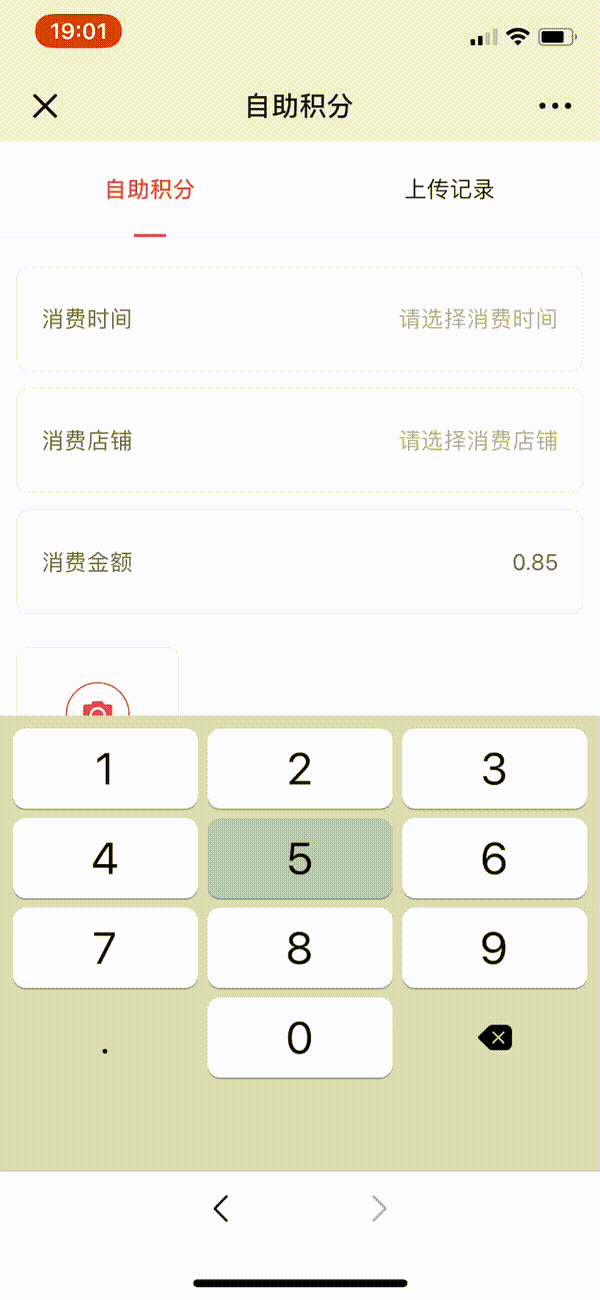 19:01
自助积分
自助积分 上传记录
消费时间 请选择消费时间
消费店铺 请选择消费店铺
消费金额 0.85
1 2 3
4 5 6
7 8 9
. 0